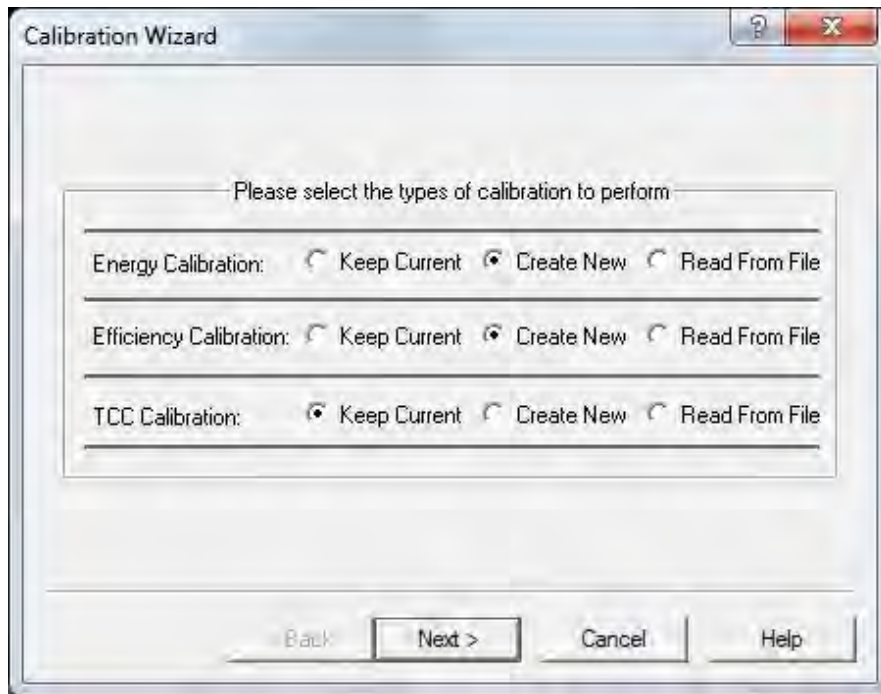 Calibration Wizard
Please select the types of calibration to perform
Energy Calibration: Keep Current Create New Read From File
Efficiency Calibration: Keep Current Create New Read From File
TCC Calibration: Keep Current Create New Read From File
Back Next > Cancel Help